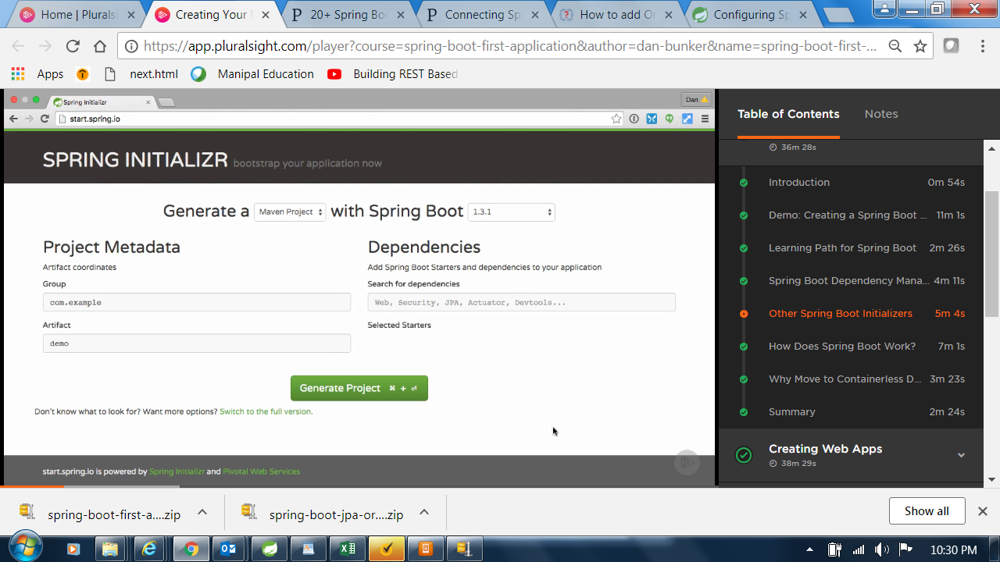 Home | Plurals
Creating Your F
20+ Spring Bo
Connecting Sp
How to add Or
Configuring Sp
https://app.pluralsight.com/player?course=spring-boot-first-application&author=dan-bunker&name=spring-boot-first-...
Apps
next.html
Manipal Education
Building REST Based
Spring Initializr
Dan
start.spring.io
SPRING INITIALIZR bootstrap your application now
Generate a Maven Project with Spring Boot 1.3.1
Project Metadata
Artifact coordinates
Group
com.example
Artifact
demo
Dependencies
Add Spring Boot Starters and dependencies to your application
Search for dependencies
Web, Security, JPA, Actuator, Devtools...
Selected Starters
Generate Project ⌘ + ⏎
Don't know what to look for? Want more options? Switch to the full version.
start.spring.io is powered by Spring Initializr and Pivotal Web Services
Table of Contents
Notes
36m 28s
Introduction 0m 54s
Demo: Creating a Spring Boot ... 11m 1s
Learning Path for Spring Boot 2m 26s
Spring Boot Dependency Mana... 4m 11s
Other Spring Boot Initializers 5m 4s
How Does Spring Boot Work? 7m 1s
Why Move to Containerless D... 3m 23s
Summary 2m 24s
Creating Web Apps
38m 29s
spring-boot-first-a....zip
spring-boot-jpa-or....zip
Show all
10:30 PM